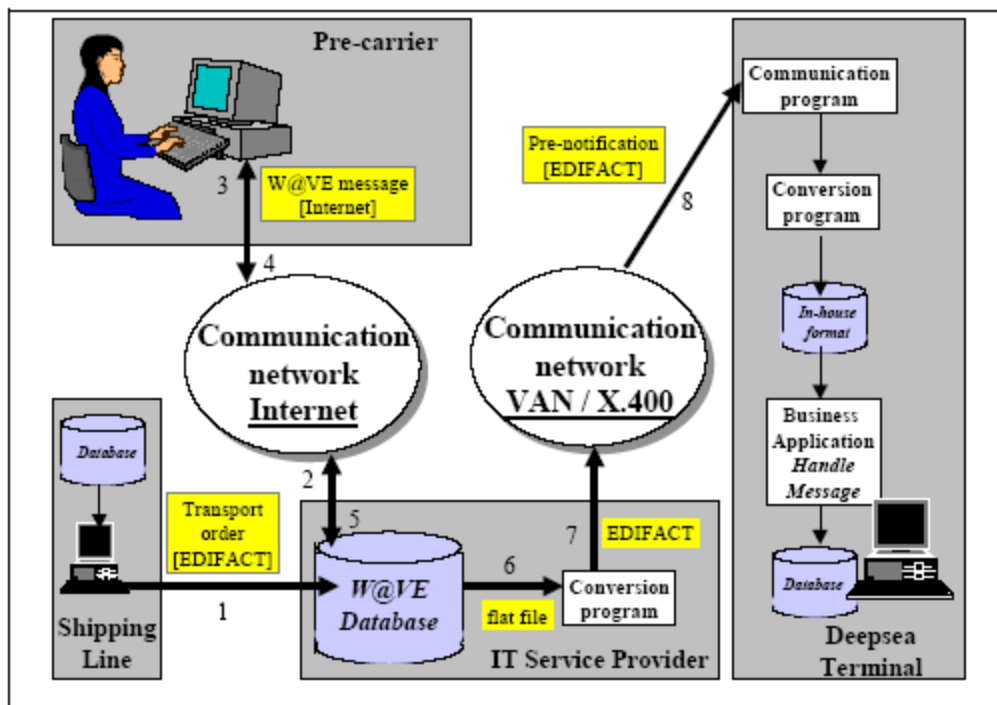 Pre-carrier
3
W@VE message
[Internet]
4
Communication
network
Internet
Database
Shipping
Line
Transport
order
[EDIFACT]
1
2
5
W@VE
Database
6
flat file
Conversion
program
IT Service Provider
7
EDIFACT
Communication
network
VAN / X.400
Pre-notification
[EDIFACT]
8
Communication
program
Conversion
program
In-house
format
Business
Application
Handle
Message
Database
Deepsea
Terminal